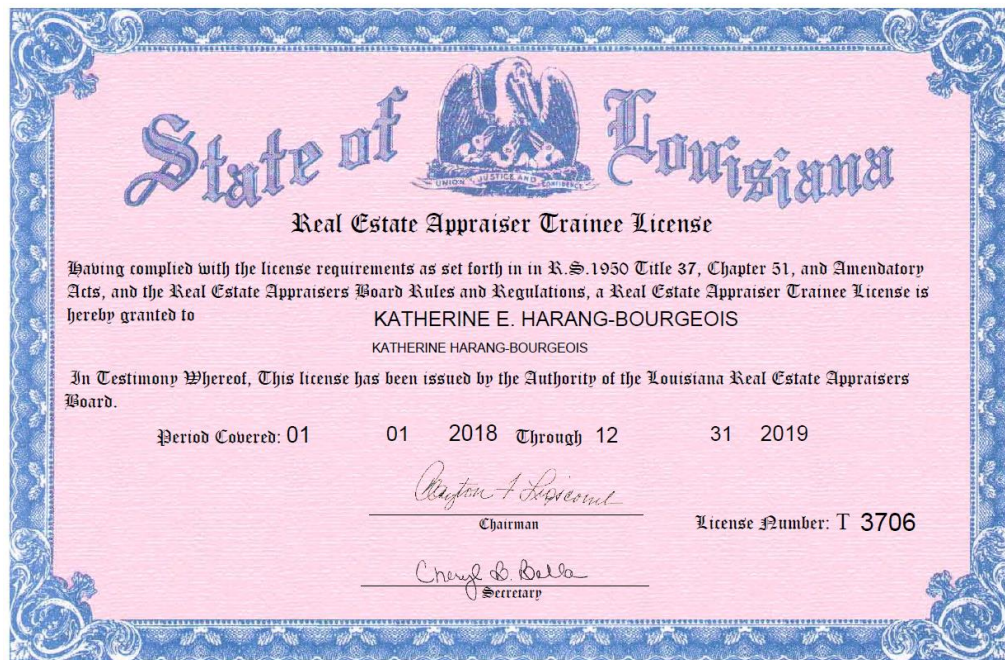 State of Louisiana
UNION JUSTICE AND CONFIDENCE
Real Estate Appraiser Trainee License
Having complied with the license requirements as set forth in in R.S.1950 Title 37, Chapter 51, and Amendatory
Acts, and the Real Estate Appraisers Board Rules and Regulations, a Real Estate Appraiser Trainee License is
hereby granted to KATHERINE E. HARANG-BOURGEOIS
KATHERINE HARANG-BOURGEOIS
In Testimony Whereof, This license has been issued by the Authority of the Louisiana Real Estate Appraisers
Board.
Period Covered: 01 01 2018 Through 12 31 2019
Clayton F Lipscomb
Chairman
License Number: T 3706
Cheryl B. Bella
Secretary